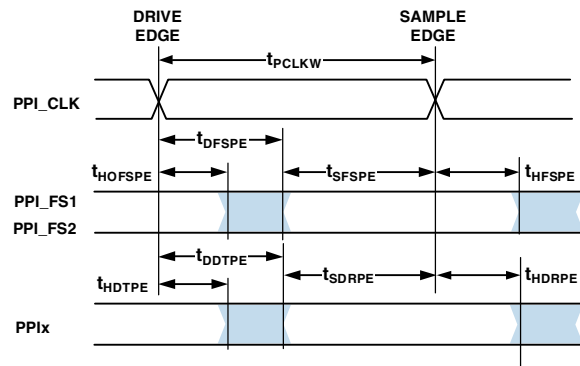 DRIVE
EDGE
SAMPLE
EDGE
tPCLKW
PPI_CLK
tDFSPE
tHOFSPE
tSFSPE
tHFSPE
PPI_FS1
PPI_FS2
tDDTPE
tHDTPE
tSDRPE
tHDRPE
PPIx